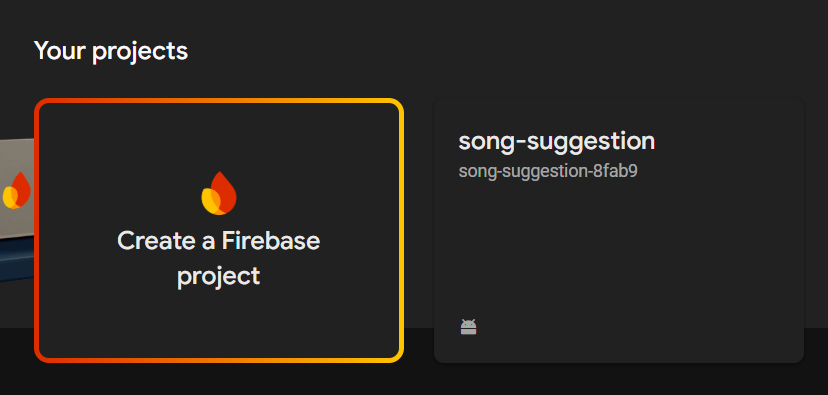 Your projects
Create a Firebase
project
song-suggestion
song-suggestion-8fab9